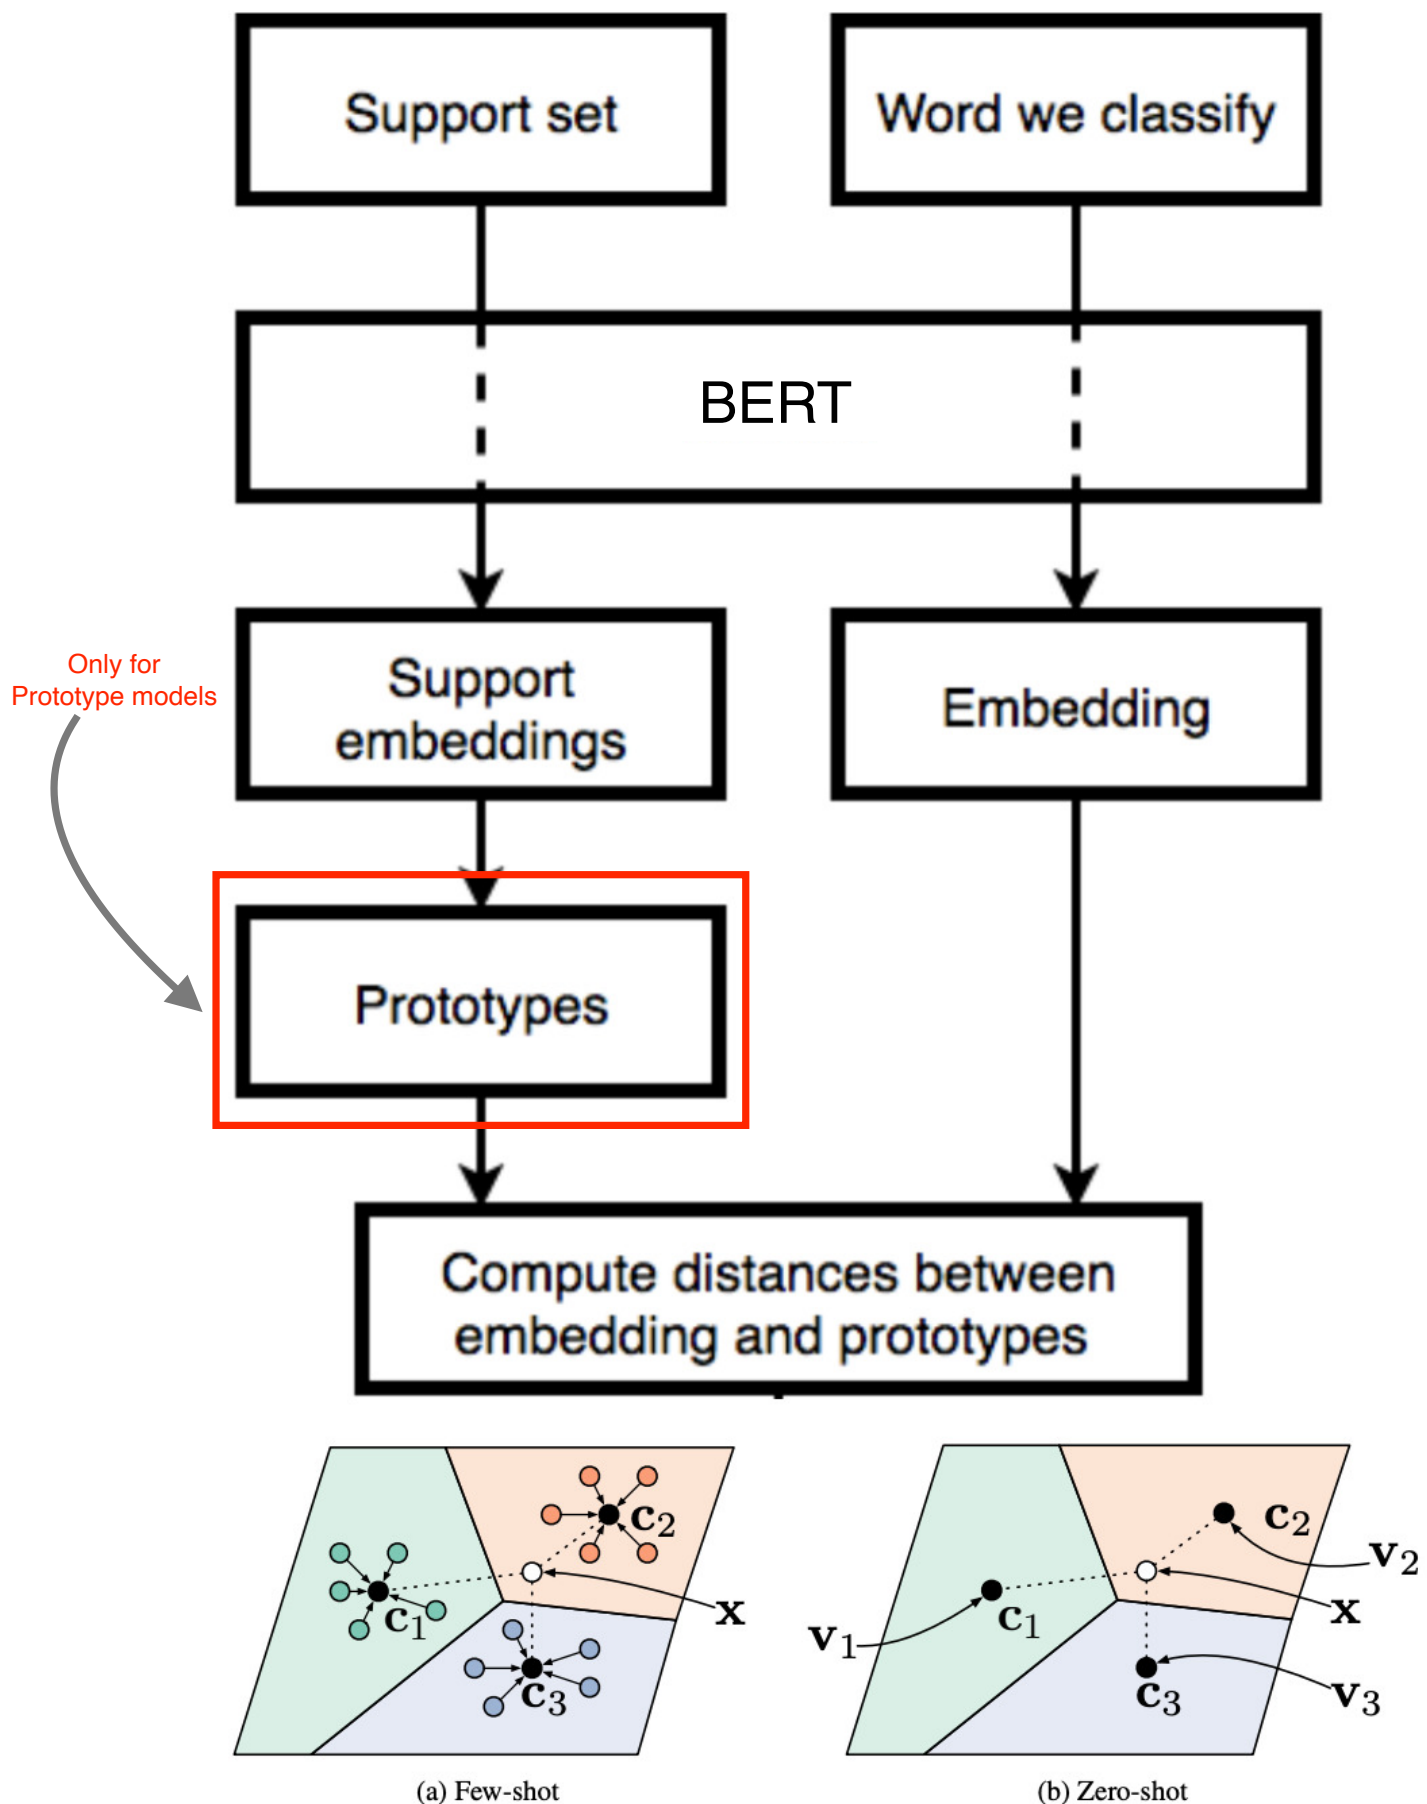 Support set
Word we classify
BERT
Only for
Prototype models
Support
embeddings
Embedding
Prototypes
Compute distances between
embedding and prototypes
c2
c1
x
c3
c2
v2
c1
x
v1
c3
v3
(a) Few-shot
(b) Zero-shot